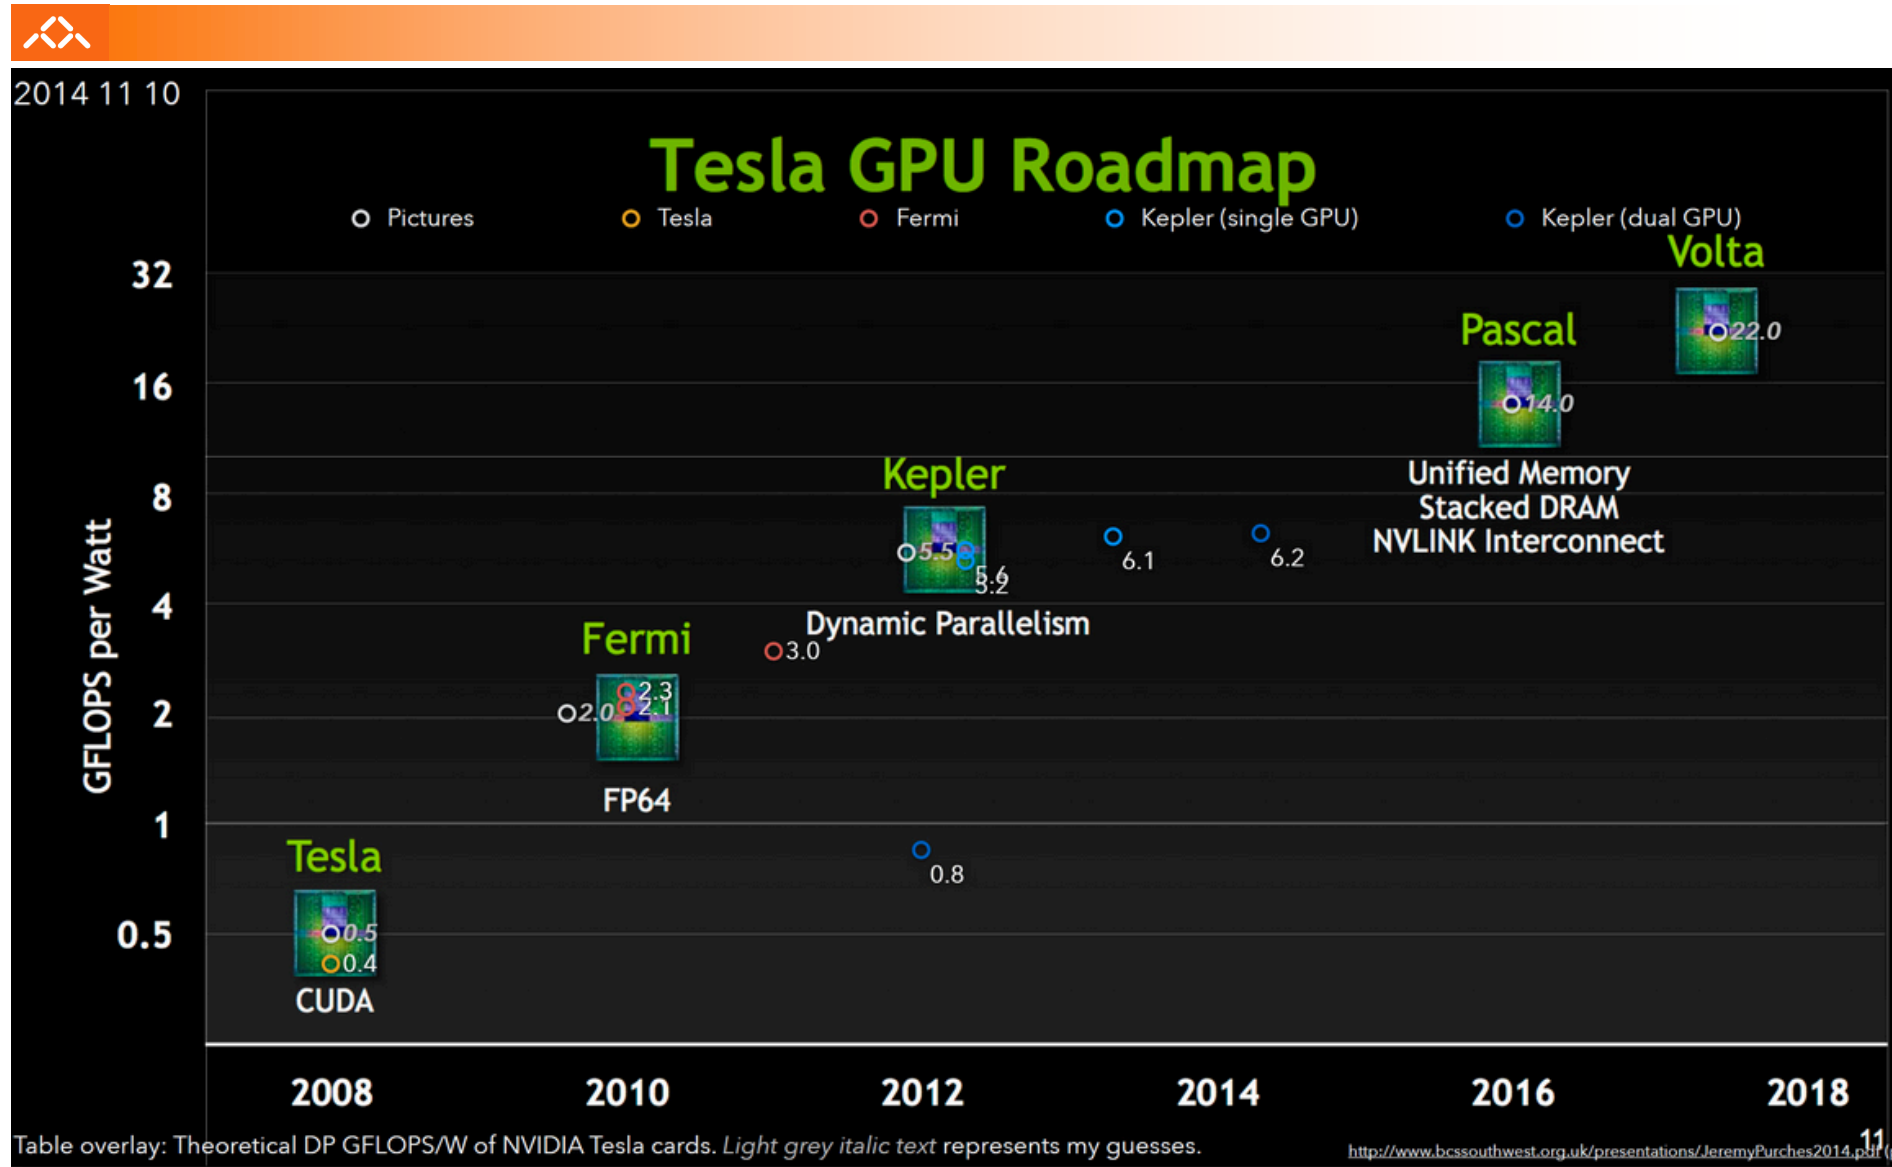 2014 11 10
Tesla GPU Roadmap
Pictures
Tesla
Fermi
Kepler (single GPU)
Kepler (dual GPU)
Volta
32
22.0
Pascal
16
14.0
Kepler
Unified Memory
Stacked DRAM
NVLINK Interconnect
8
5.5
5.6
5.2
6.1
6.2
GFLOPS per Watt
4
Dynamic Parallelism
Fermi
3.0
2.3
2.1
2
2.0
FP64
1
Tesla
0.8
0.5
0.5
0.4
CUDA
2008
2010
2012
2014
2016
2018
Table overlay: Theoretical DP GFLOPS/W of NVIDIA Tesla cards. Light grey italic text represents my guesses.
http://www.bcssouthwest.org.uk/presentations/JeremyPurches2014.pdf (
11